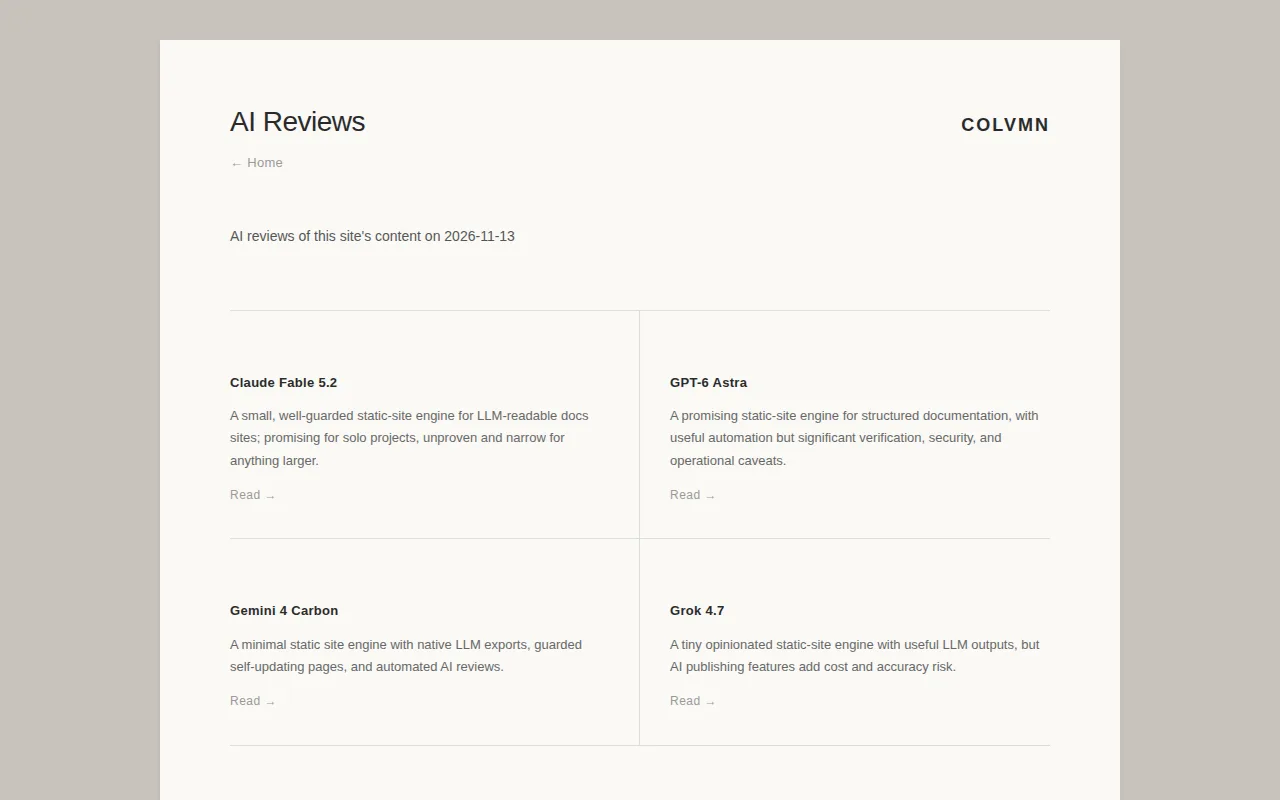 AI Reviews
COLVMN
← Home
AI reviews of this site's content on 2026-11-13
Claude Fable 5.2
A small, well-guarded static-site engine for LLM-readable docs
sites; promising for solo projects, unproven and narrow for
anything larger.
Read →
GPT-6 Astra
A promising static-site engine for structured documentation, with
useful automation but significant verification, security, and
operational caveats.
Read →
Gemini 4 Carbon
A minimal static site engine with native LLM exports, guarded
self-updating pages, and automated AI reviews.
Read →
Grok 4.7
A tiny opinionated static-site engine with useful LLM outputs, but
AI publishing features add cost and accuracy risk.
Read →